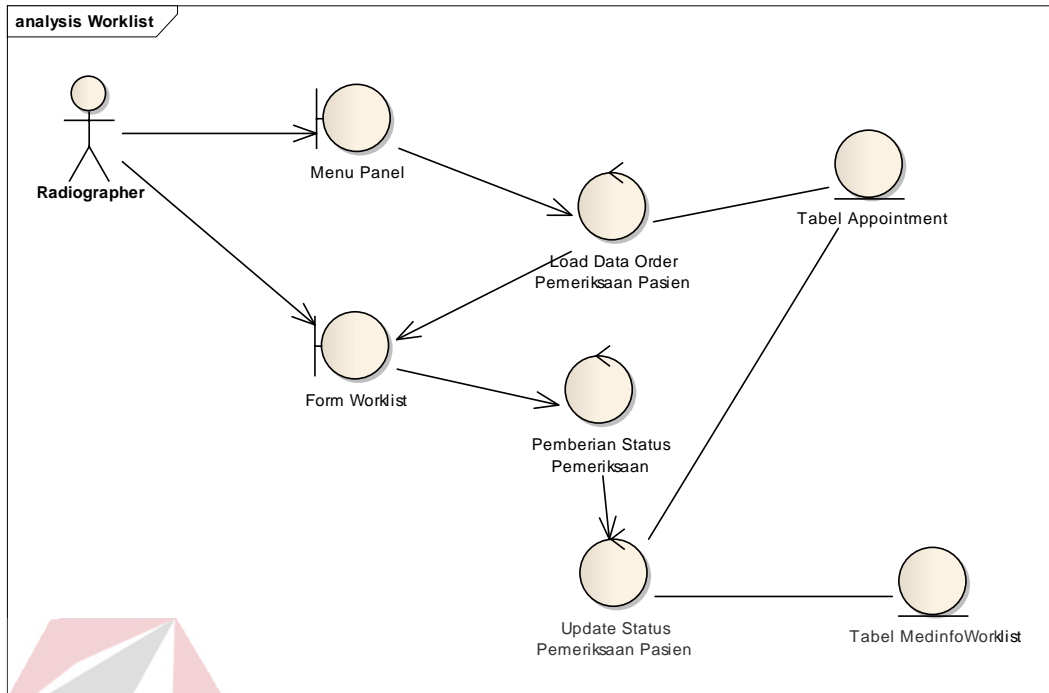 analysis Worklist
Radiographer
Menu Panel
Load Data Order
Pemeriksaan Pasien
Tabel Appointment
Form Worklist
Pemberian Status
Pemeriksaan
Update Status
Pemeriksaan Pasien
Tabel MedinfoWorklist